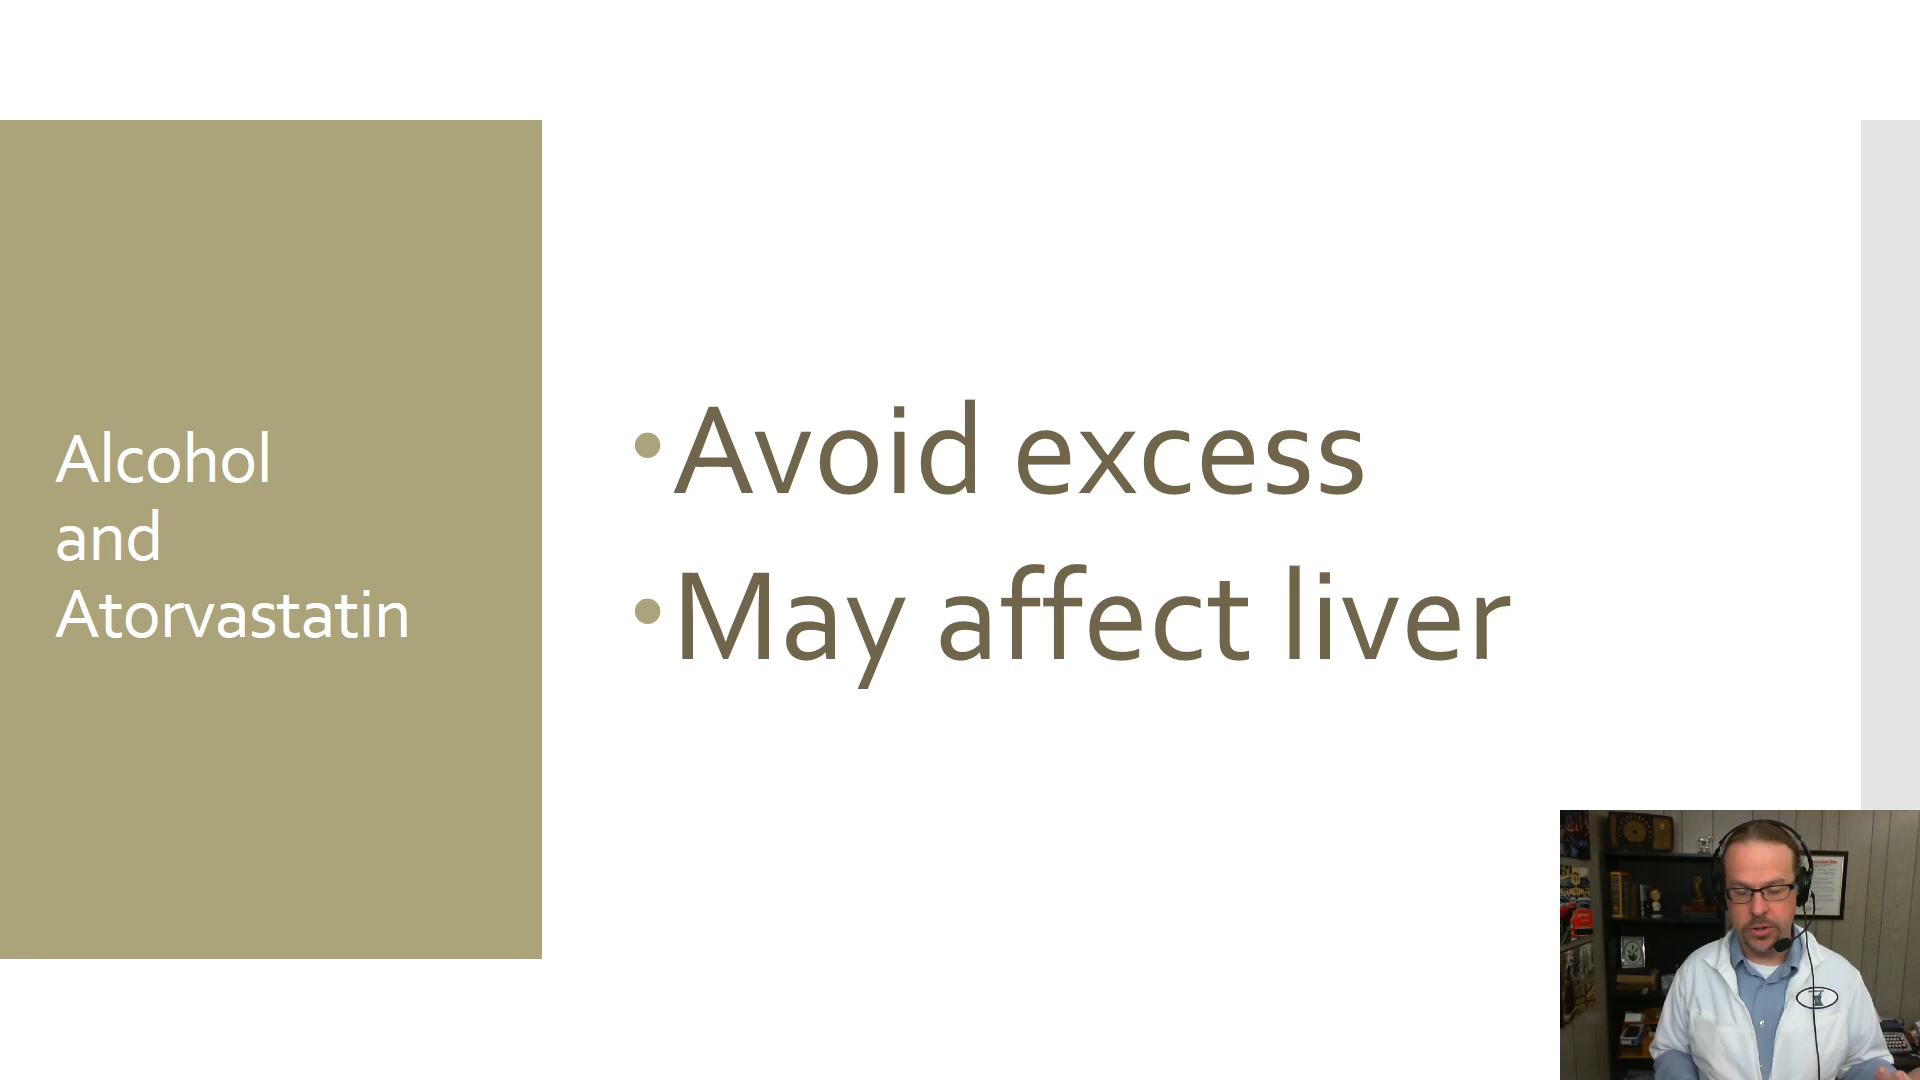 Alcohol
and
Atorvastatin
•Avoid excess
•May affect liver